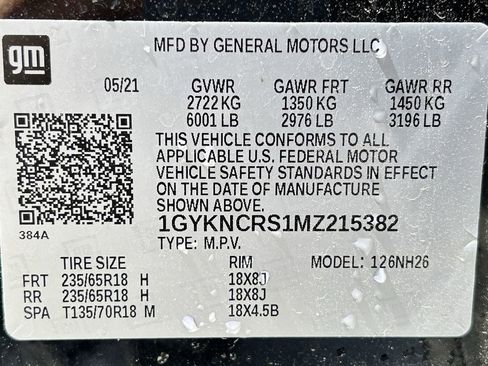 gm
MFD BY GENERAL MOTORS LLC
05/21 GVWR GAWR FRT GAWR RR
2722 KG 1350 KG 1450 KG
6001 LB 2976 LB 3196 LB
THIS VEHICLE CONFORMS TO ALL
APPLICABLE U.S. FEDERAL MOTOR
VEHICLE SAFETY STANDARDS IN EFFECT
ON THE DATE OF MANUFACTURE
SHOWN ABOVE.
384A
1GYKNCRS1MZ215382
TYPE: M.P.V.
TIRE SIZE RIM MODEL: 126NH26
FRT 235/65R18 H 18X8J
RR 235/65R18 H 18X8J
SPA T135/70R18 M 18X4.5B